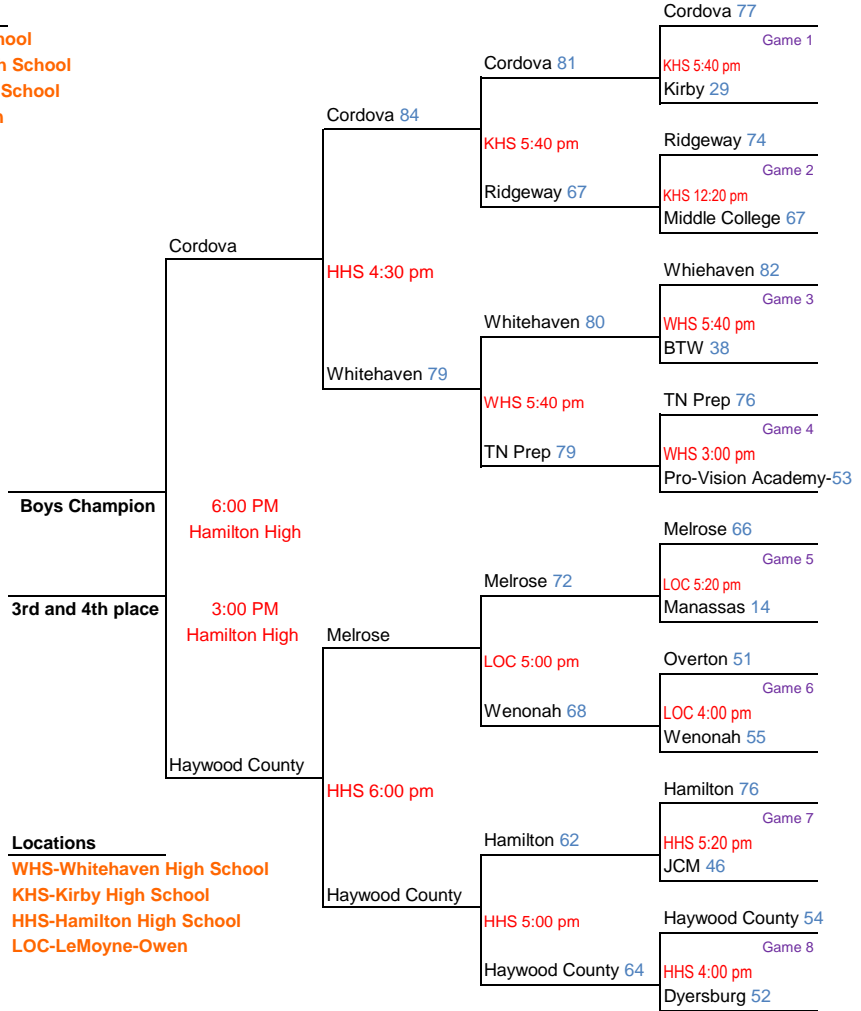 Cordova 77
Game 1
KHS 5:40 pm
Kirby 29
Ridgeway 74
Game 2
KHS 12:20 pm
Middle College 67
Whiehaven 82
Game 3
WHS 5:40 pm
BTW 38
TN Prep 76
Game 4
WHS 3:00 pm
Pro-Vision Academy-53
Melrose 66
Game 5
LOC 5:20 pm
Manassas 14
Overton 51
Game 6
LOC 4:00 pm
Wenonah 55
Hamilton 76
Game 7
HHS 5:20 pm
JCM 46
Haywood County 54
Game 8
HHS 4:00 pm
Dyersburg 52
Cordova 81
KHS 5:40 pm
Ridgeway 67
Whitehaven 80
WHS 5:40 pm
TN Prep 79
Melrose 72
LOC 5:00 pm
Wenonah 68
Hamilton 62
HHS 5:00 pm
Haywood County 64
Cordova 84
HHS 4:30 pm
Whitehaven 79
Melrose
HHS 6:00 pm
Haywood County
Cordova
6:00 PM
Hamilton High
3:00 PM
Hamilton High
Haywood County
Boys Champion
3rd and 4th place
School
School
Locations
WHS-Whitehaven High School
KHS-Kirby High School
HHS-Hamilton High School
LOC-LeMoyne-Owen